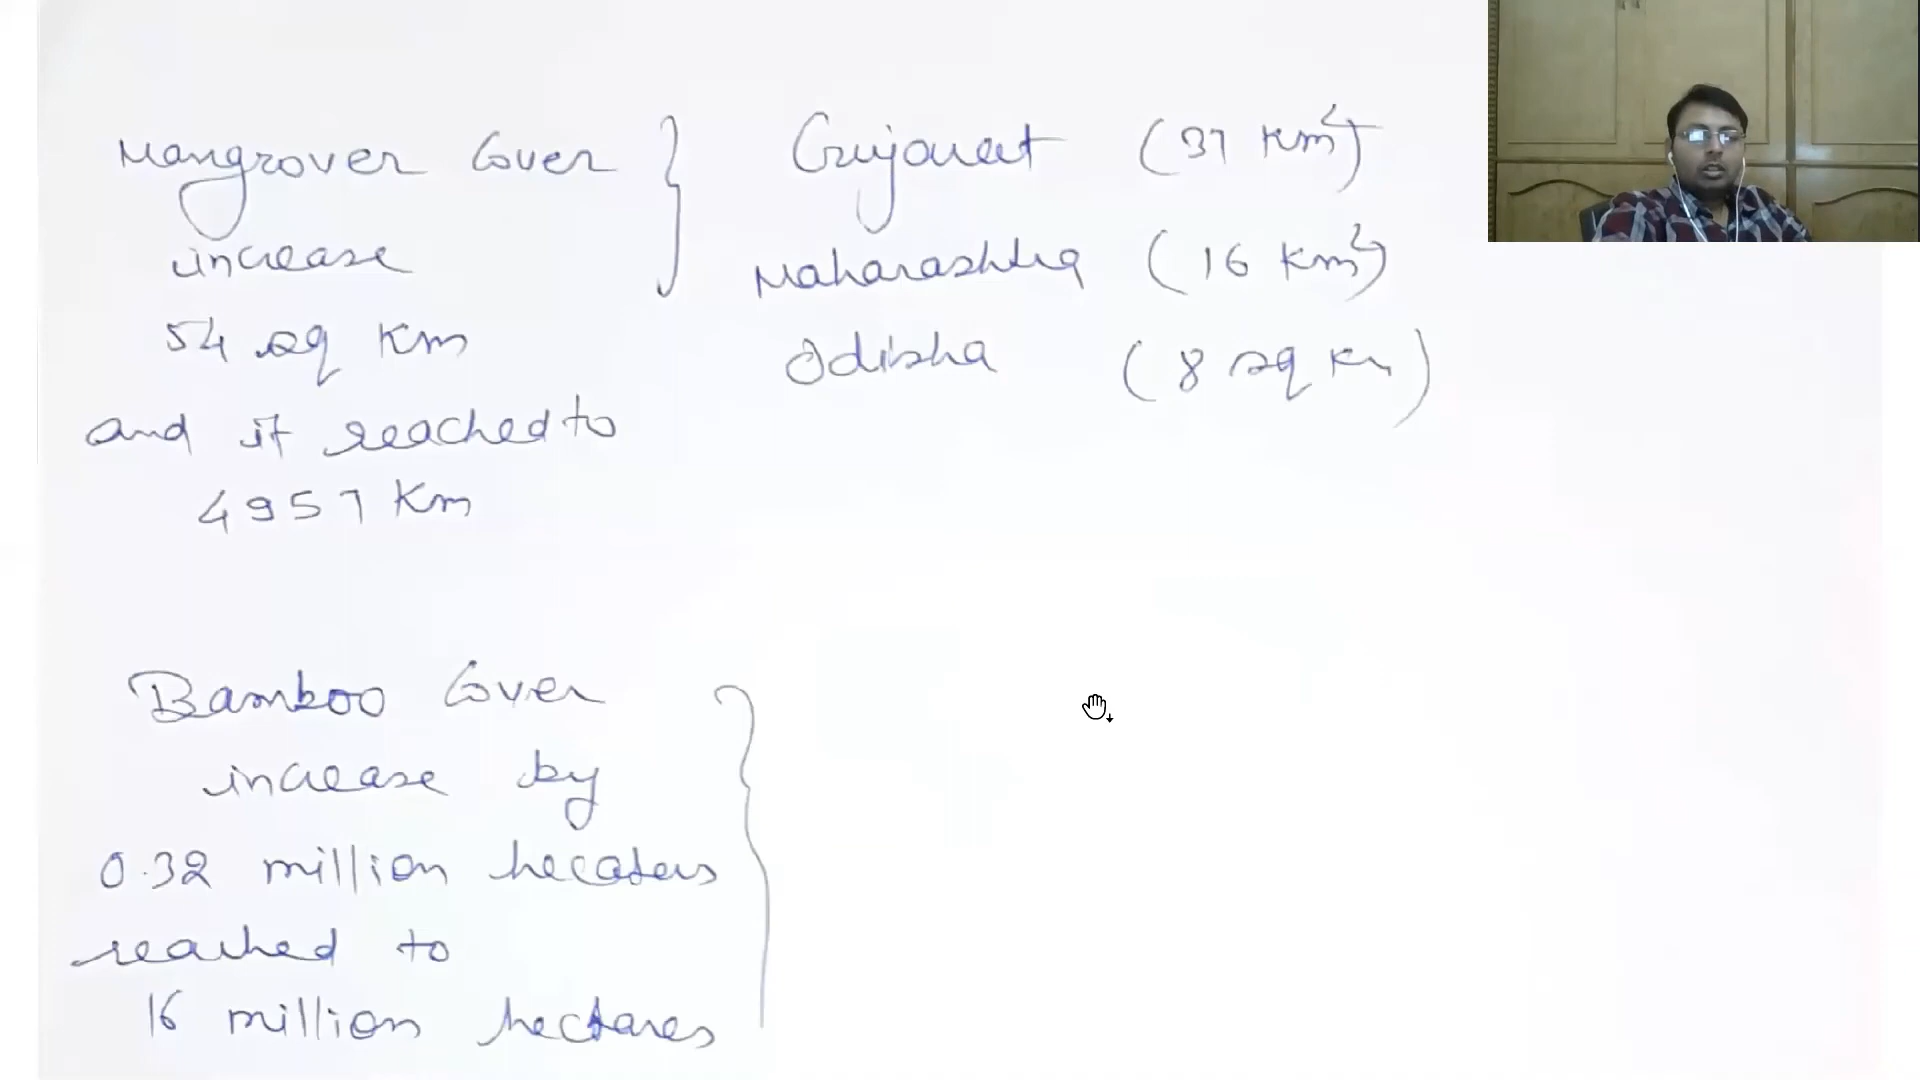 Mangrover Cover
increase
54 sq Km
and it reached to
4957 Km
Gujarat (37 Km²)
Maharashtra (16 Km²)
Odisha (8 sq Km)
Bamboo Cover
increase by
0.32 million hecaters
reached to
16 million hectares